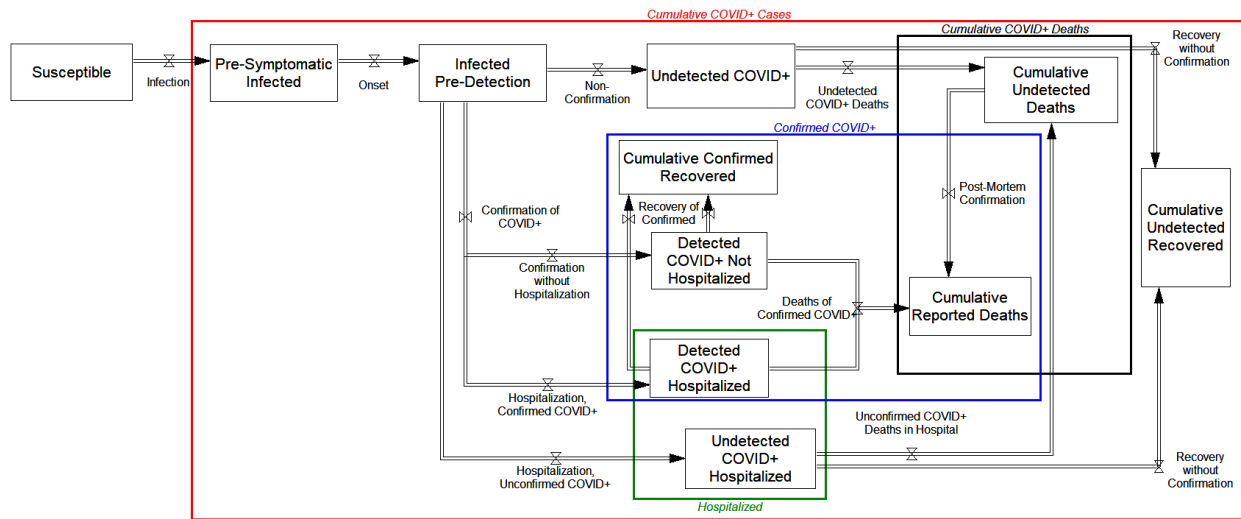 Cumulative COVID+ Cases
Cumulative COVID+ Deaths
Recovery
without
Confirmation
Susceptible
Infection
Pre-Symptomatic
Infected
Onset
Infected
Pre-Detection
Non-
Confirmation
Undetected COVID+
Undetected
COVID+ Deaths
Cumulative
Undetected
Deaths
Confirmed COVID+
Cumulative Confirmed
Recovered
Post-Mortem
Confirmation
Cumulative
Undetected
Recovered
Confirmation of
COVID+
Recovery of
Confirmed
Detected
COVID+ Not
Hospitalized
Confirmation
without
Hospitalization
Deaths of
Confirmed COVID+
Cumulative
Reported Deaths
Detected
COVID+
Hospitalized
Hospitalization,
Confirmed COVID+
Unconfirmed COVID+
Deaths in Hospital
Undetected
COVID+
Hospitalized
Hospitalization,
Unconfirmed COVID+
Recovery
without
Confirmation
Hospitalized